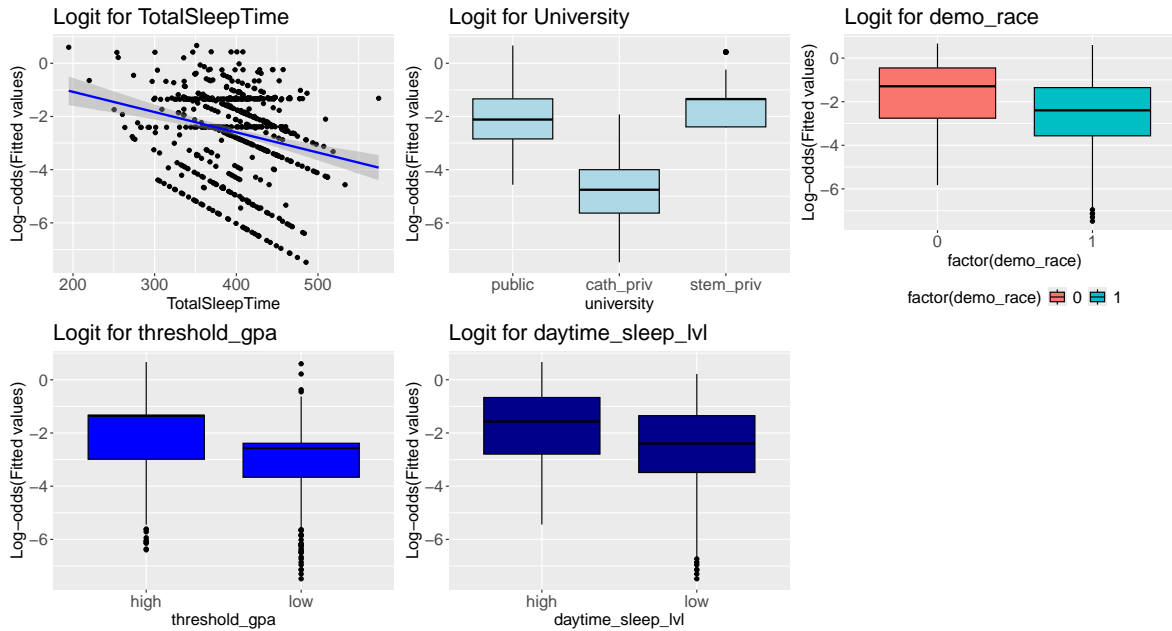 Logit for TotalSleepTime
Log−odds(Fitted values)
0
−2
−4
−6
200 300 400 500
TotalSleepTime
Logit for University
Log−odds(Fitted values)
0
−2
−4
−6
public cath_priv stem_priv
university
Logit for demo_race
Log−odds(Fitted values)
0
−2
−4
−6
0 1
factor(demo_race)
factor(demo_race) 0 1
Logit for threshold_gpa
Log−odds(Fitted values)
0
−2
−4
−6
high low
threshold_gpa
Logit for daytime_sleep_lvl
Log−odds(Fitted values)
0
−2
−4
−6
high low
daytime_sleep_lvl